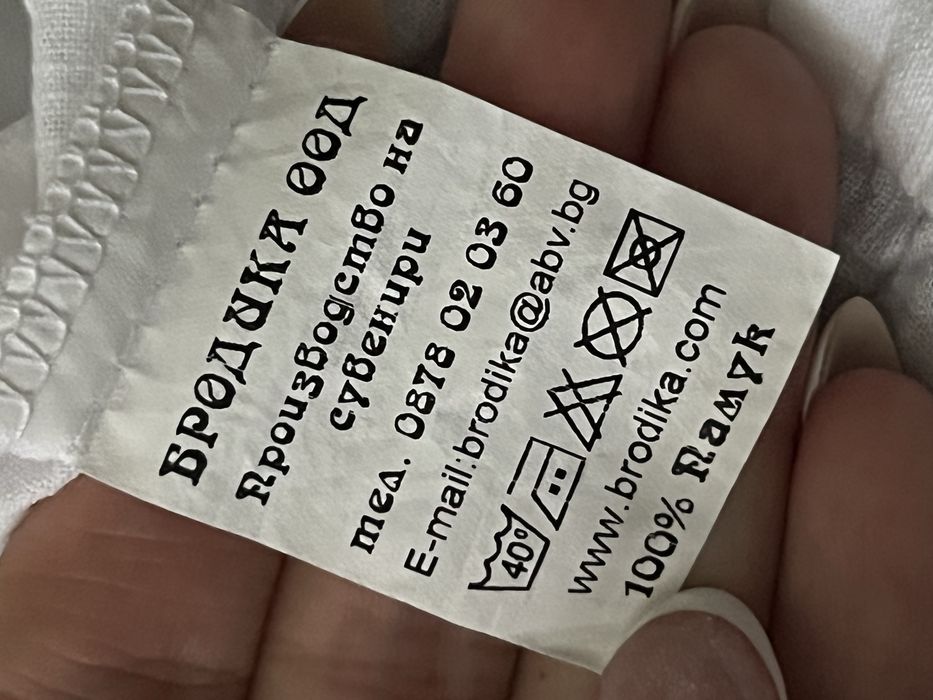 БРОДИКА ООД
Производство на
сувенири
тел. 0878 02 03 60
E-mail:brodika@abv.bg
40°
www.brodika.com
100% Памук